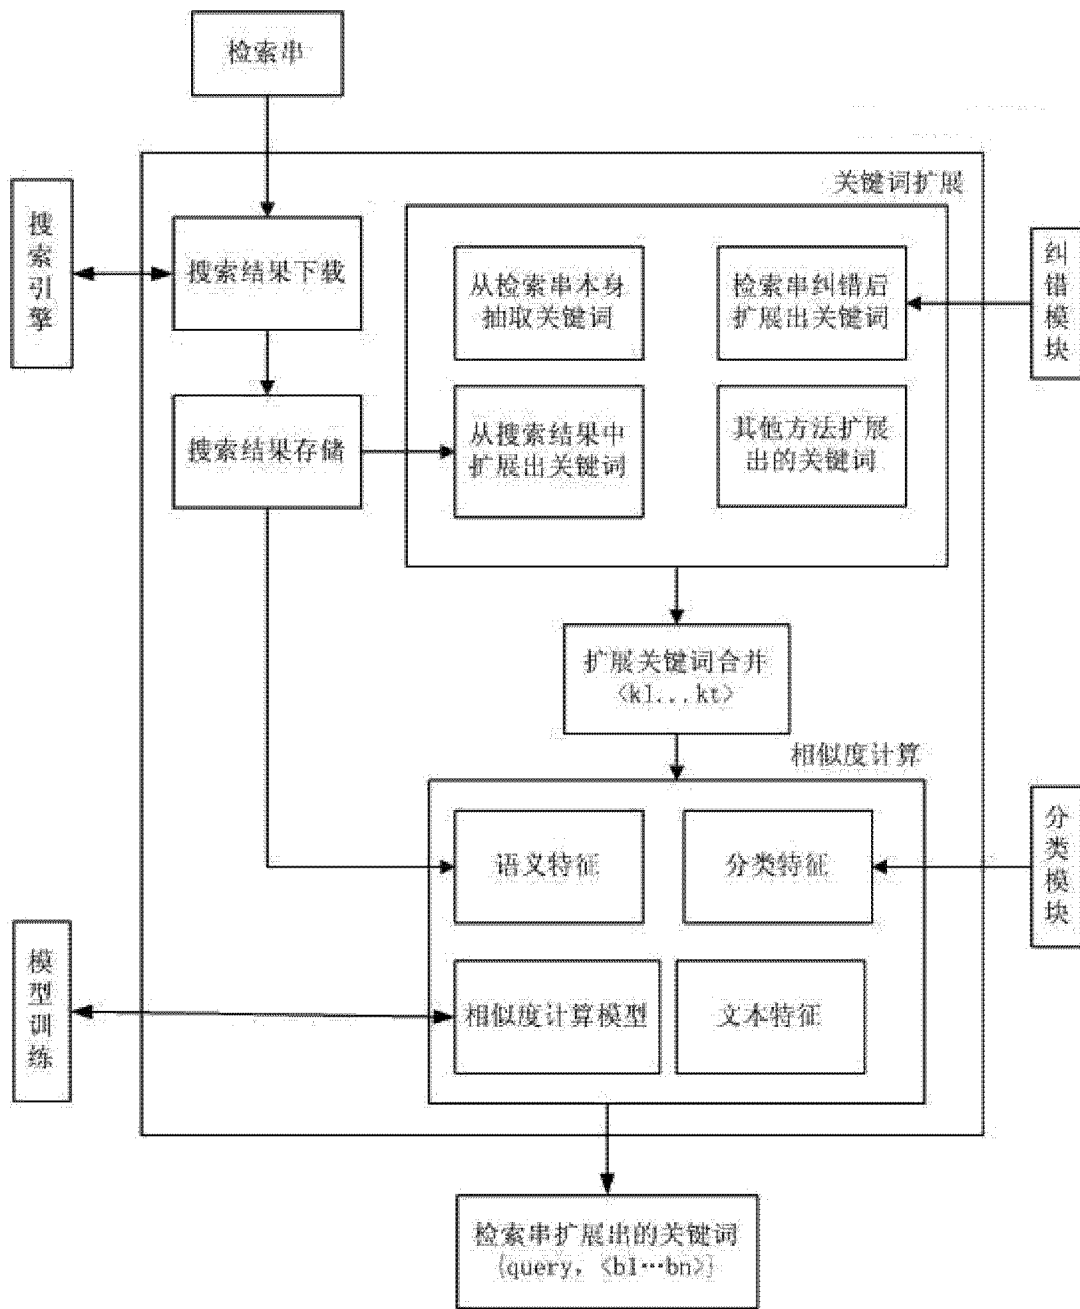 检索串
关键词扩展
搜索引擎
搜索结果下载
从检索串本身
抽取关键词
检索串纠错后
扩展出关键词
纠错模块
搜索结果存储
从搜索结果中
扩展出关键词
其他方法扩展
出的关键词
扩展关键词合并
<k1...kt>
相似度计算
语义特征
分类特征
分类模块
模型训练
相似度计算模型
文本特征
检索串扩展出的关键词
{query, <b1…bn>}